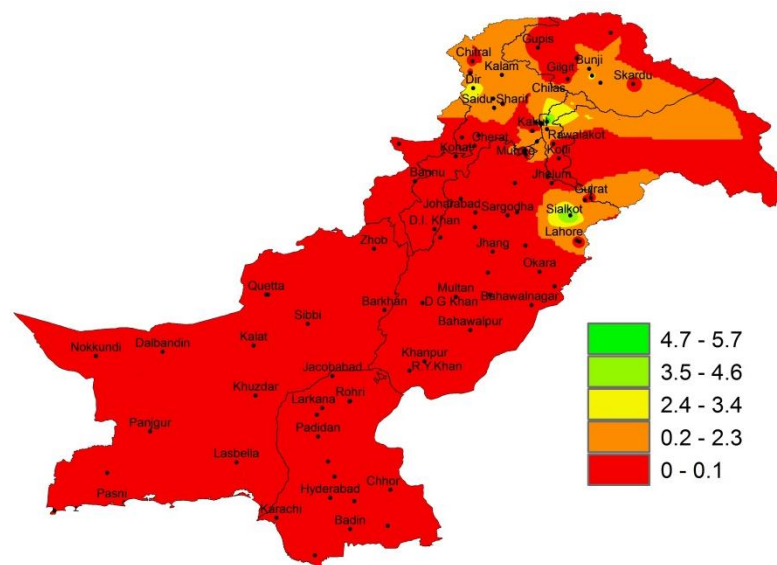 Gupis
Chitral
Bunji
Kalam
Gilgit
Skardu
Dir
Chilas
Saidu Sharif
Cherat
Rawalakot
Kohat
Kotli
Bannu
Jhelum
Gujrat
Joharabad
Sargodha
Sialkot
D.I. Khan
Lahore
Zhob
Jhang
Okara
Quetta
Multan
Barkhan
D G Khan
Bahawalnagar
Sibbi
Bahawalpur
Kalat
Nokkundi
Dalbandin
Khanpur
Jacobabad
R.Y.Khan
Khuzdar
Rohri
Larkana
Panjgur
Padidan
Lasbella
Pasni
Hyderabad
Chhor
Karachi
Badin
4.7 - 5.7
3.5 - 4.6
2.4 - 3.4
0.2 - 2.3
0 - 0.1